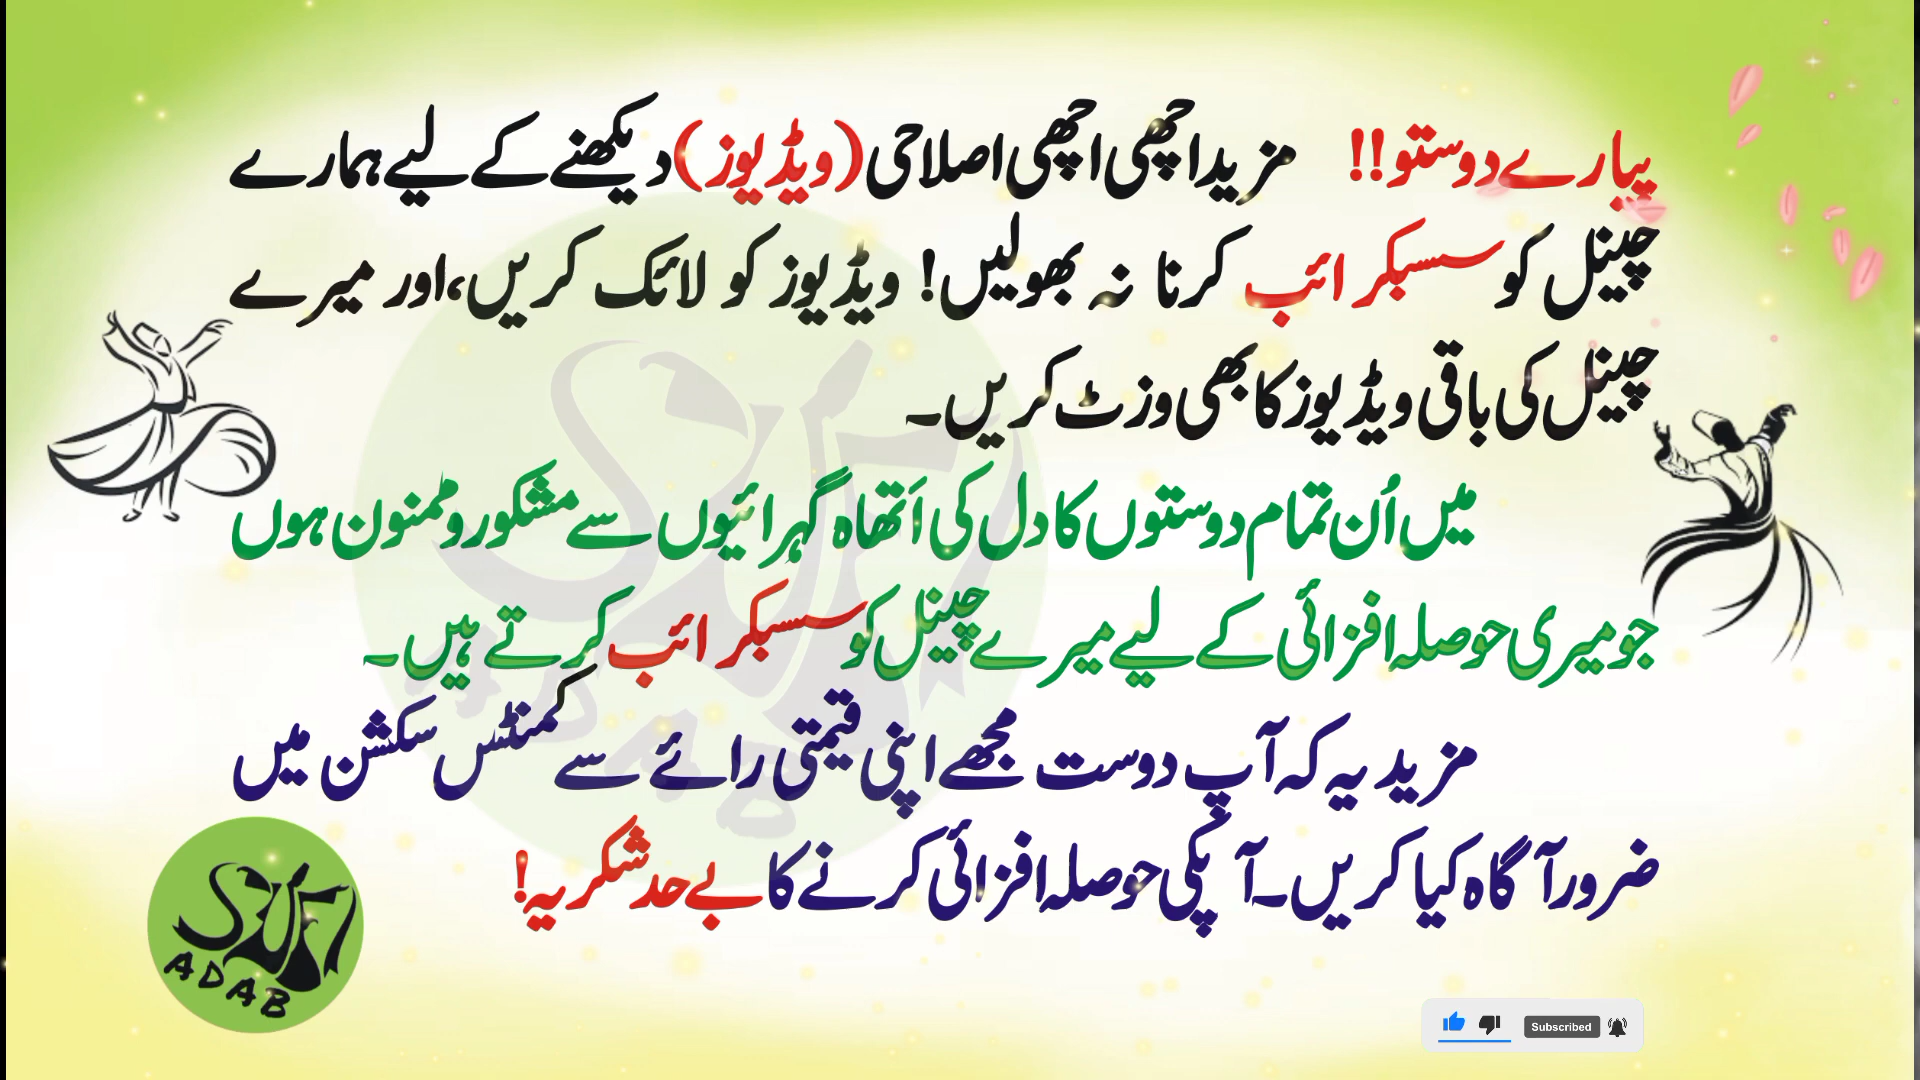 پیارے دوستو!! مزید اچھی اچھی اصلاحی (ویڈیوز) دیکھنے کے لیے ہمارے
چینل کو سسبکرائب کرنا نہ بھولیں! ویڈیوز کو لائک کریں، اور میرے
چینل کی باقی ویڈیوز کا بھی وزٹ کریں۔
میں اُن تمام دوستوں کا دل کی اَتھاہ گہرائیوں سے مشکور و ممنون ہوں
جو میری حوصلہ افزائی کے لیے میرے چینل کو سسبکرائب کرتے ہیں۔
مزید یہ کہ آپ دوست مجھے اپنی قیمتی رائے سے کمنٹس سکشن میں
ضرور آگاہ کیا کریں۔ آپکی حوصلہ افزائی کرنے کا بے حد شکریہ!
SUFI
ADAB
Subscribed